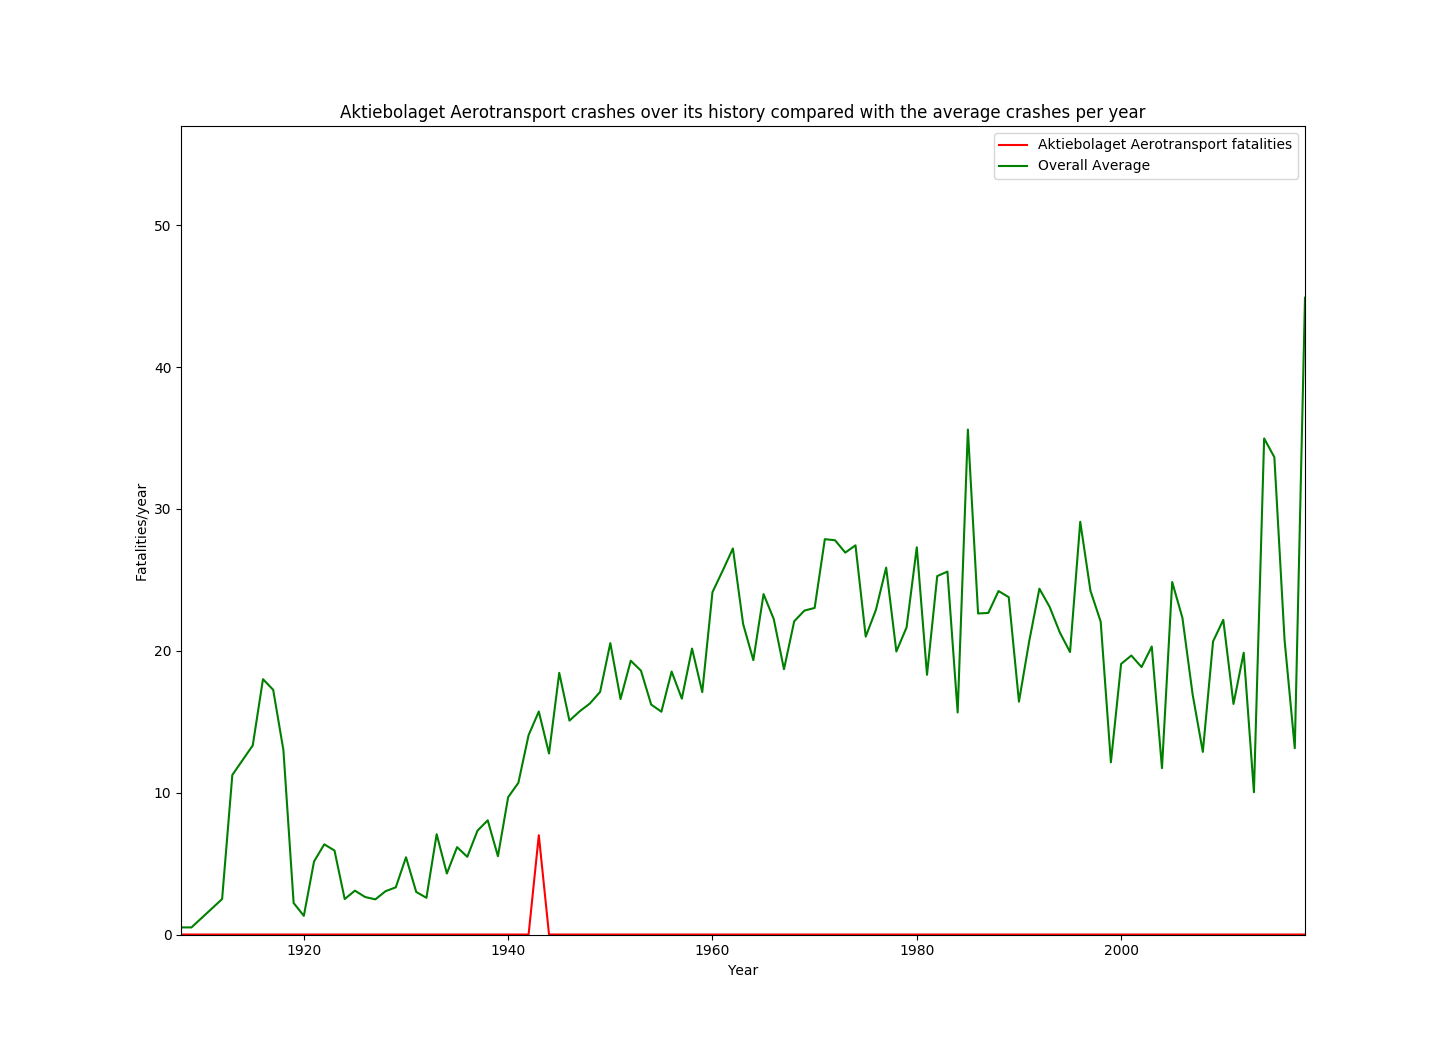 Aktiebolaget Aerotransport crashes over its history compared with the average crashes per year
Aktiebolaget Aerotransport fatalities
Overall Average
50
40
30
20
10
0
Fatalities/year
1920 1940 1960 1980 2000
Year